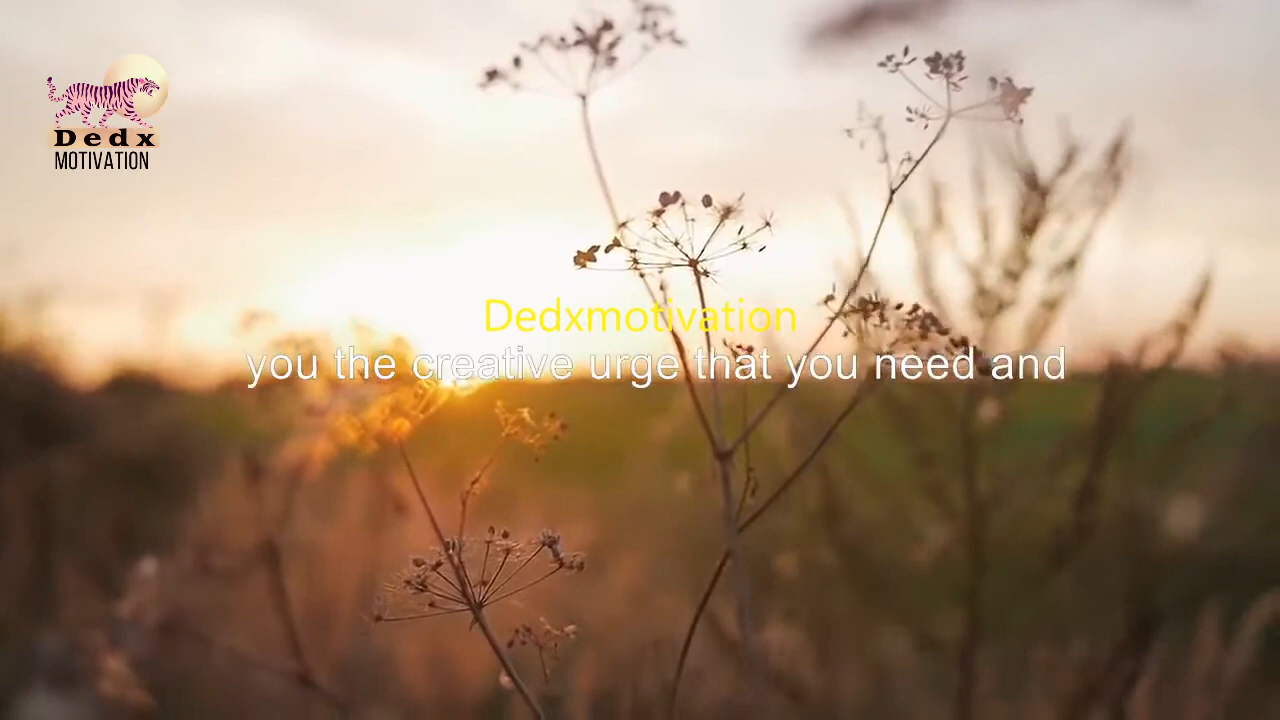 Dedx
MOTIVATION
Dedxmotivation
you the creative urge that you need and